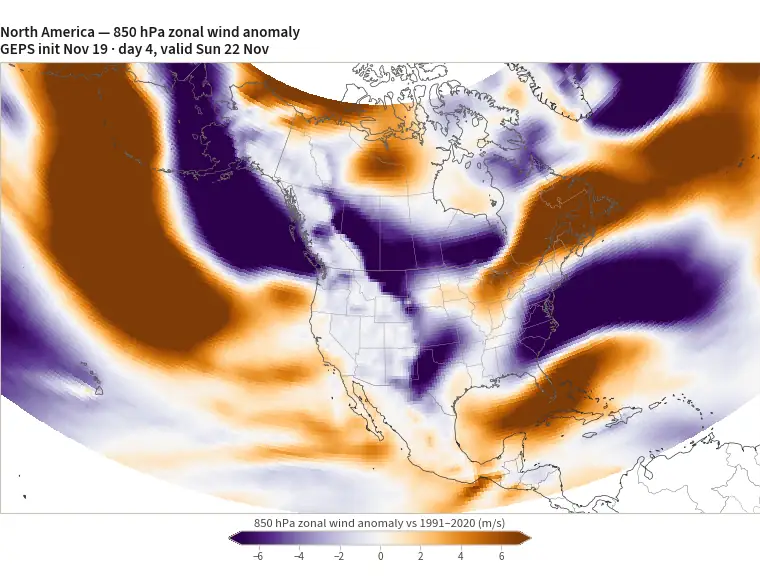 North America — 850 hPa zonal wind anomaly
GEPS init Nov 19 · day 4, valid Sun 22 Nov
850 hPa zonal wind anomaly vs 1991–2020 (m/s)
−6 −4 −2 0 2 4 6